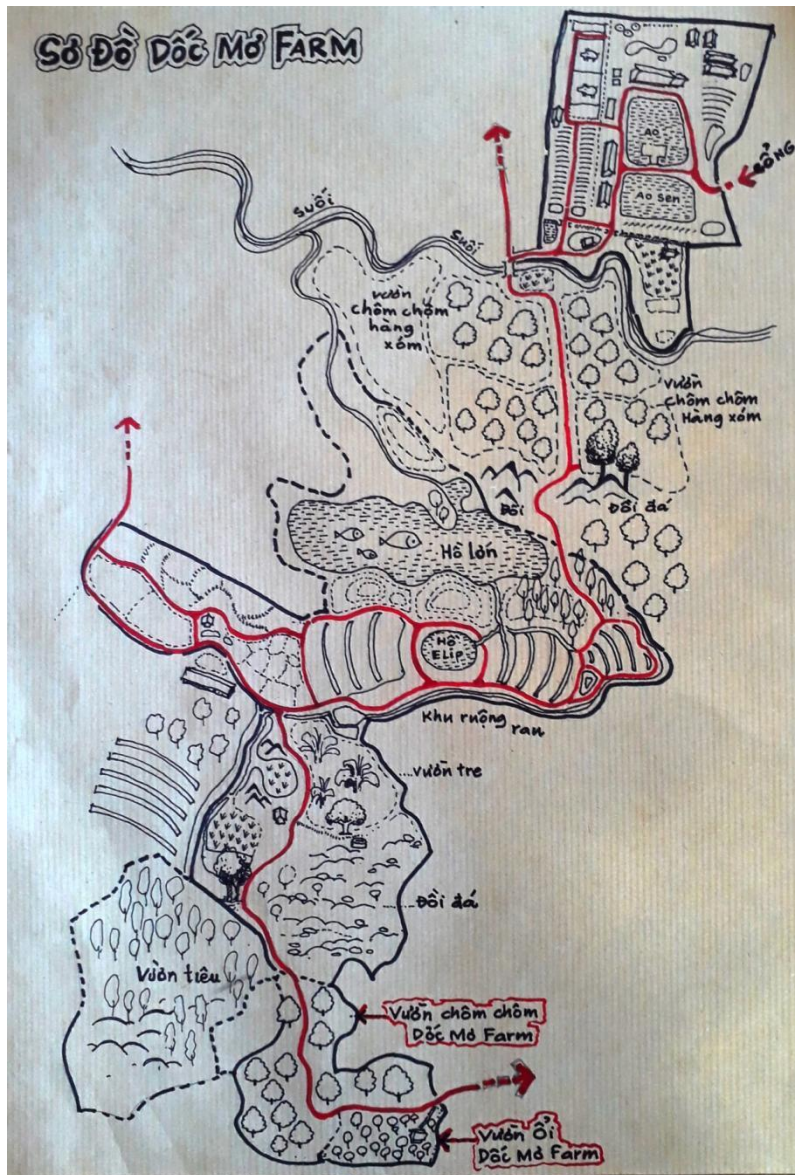 Sơ Đồ Dốc Mơ FARM
CỔNG
Ao
Ao Sen
Suối
Suối
vườn
chôm chôm
hàng
xóm
vườn
chôm chôm
Hàng xóm
Đồi
Đồi đá
Hồ lớn
Hồ
ELIP
Khu ruộng
rau
vườn tre
Đồi đá
Vườn tiêu
Vườn chôm chôm
Dốc Mơ Farm
Vườn Ổi
Dốc Mơ Farm